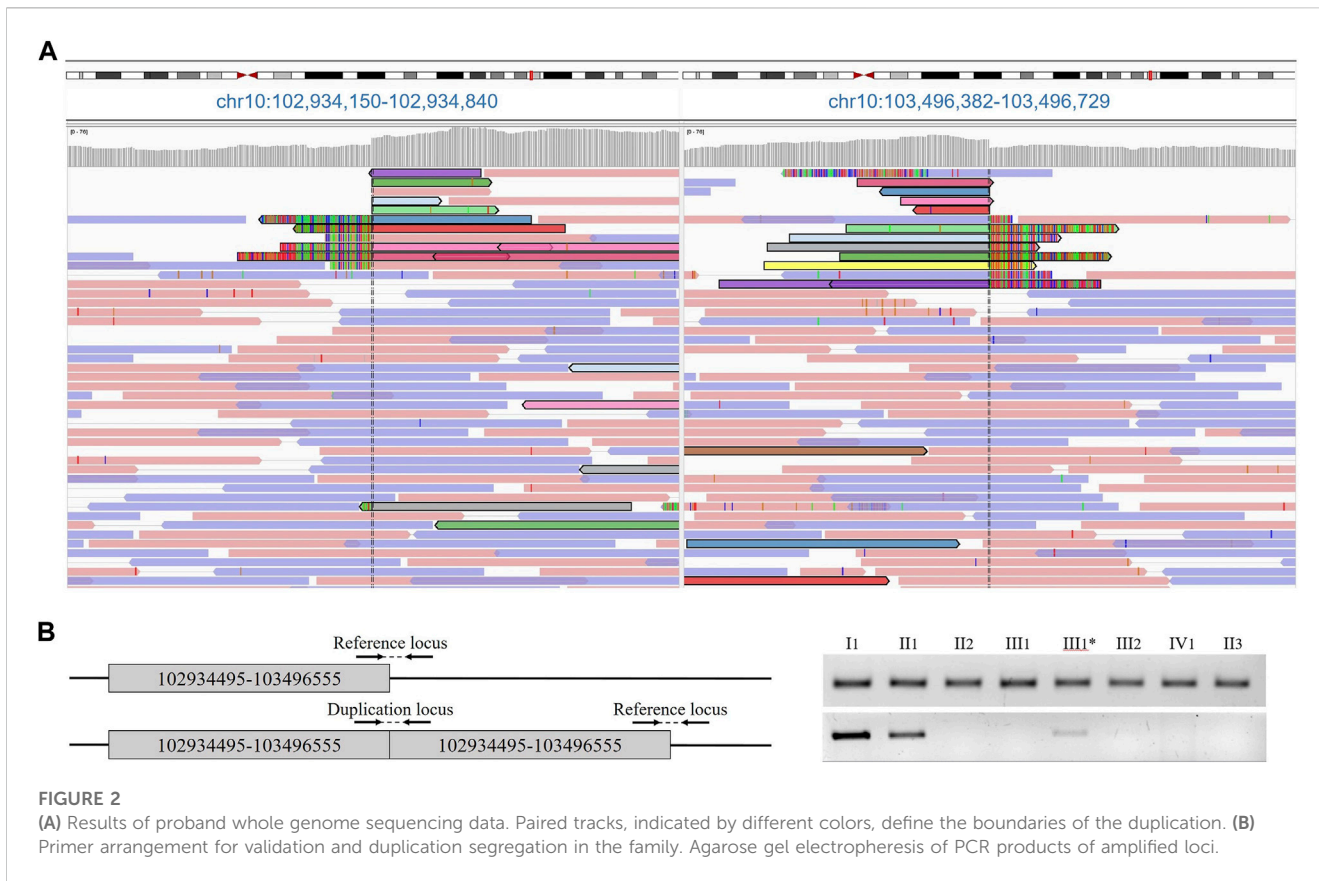 A
chr10:102,934,150-102,934,840
chr10:103,496,382-103,496,729
[0 - 76]
[0 - 76]
B
Reference locus
102934495-103496555
Duplication locus
Reference locus
102934495-103496555
102934495-103496555
I1 II1 II2 III1 III1* III2 IV1 II3
FIGURE 2
(A) Results of proband whole genome sequencing data. Paired tracks, indicated by different colors, define the boundaries of the duplication. (B)
Primer arrangement for validation and duplication segregation in the family. Agarose gel electropheresis of PCR products of amplified loci.